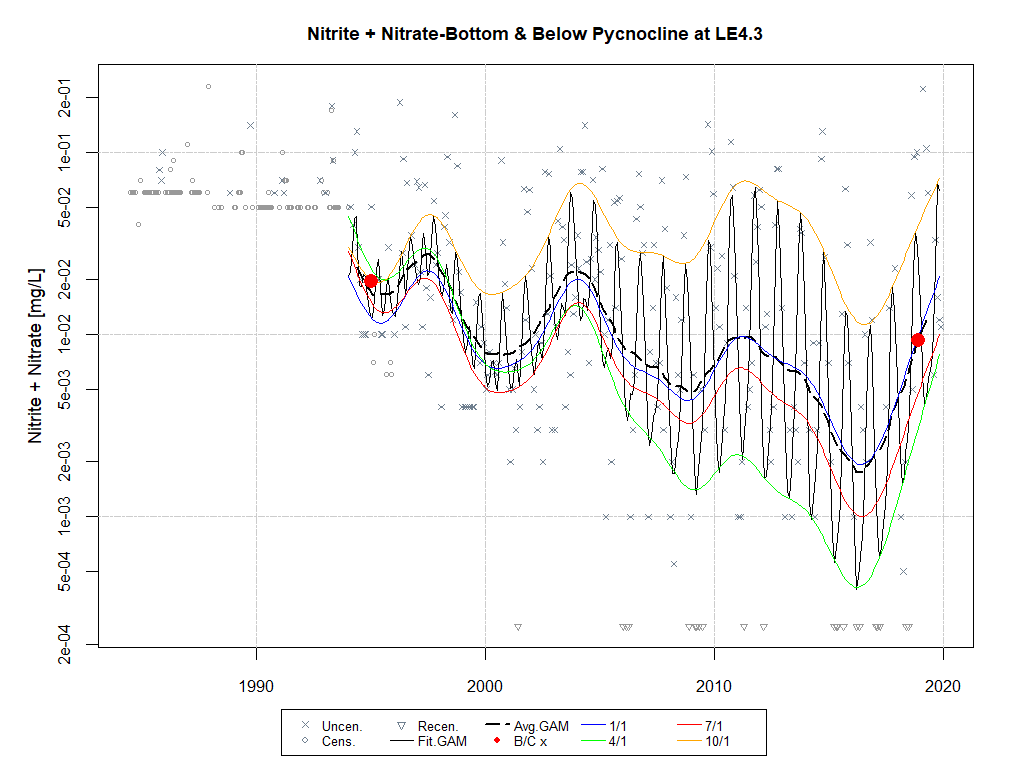 Nitrite + Nitrate-Bottom & Below Pycnocline at LE4.3
Nitrite + Nitrate [mg/L]
2e-01
1e-01
5e-02
2e-02
1e-02
5e-03
2e-03
1e-03
5e-04
2e-04
1990 2000 2010 2020
Uncen. Recen. Avg.GAM 1/1 7/1
Cens. Fit.GAM B/C x 4/1 10/1